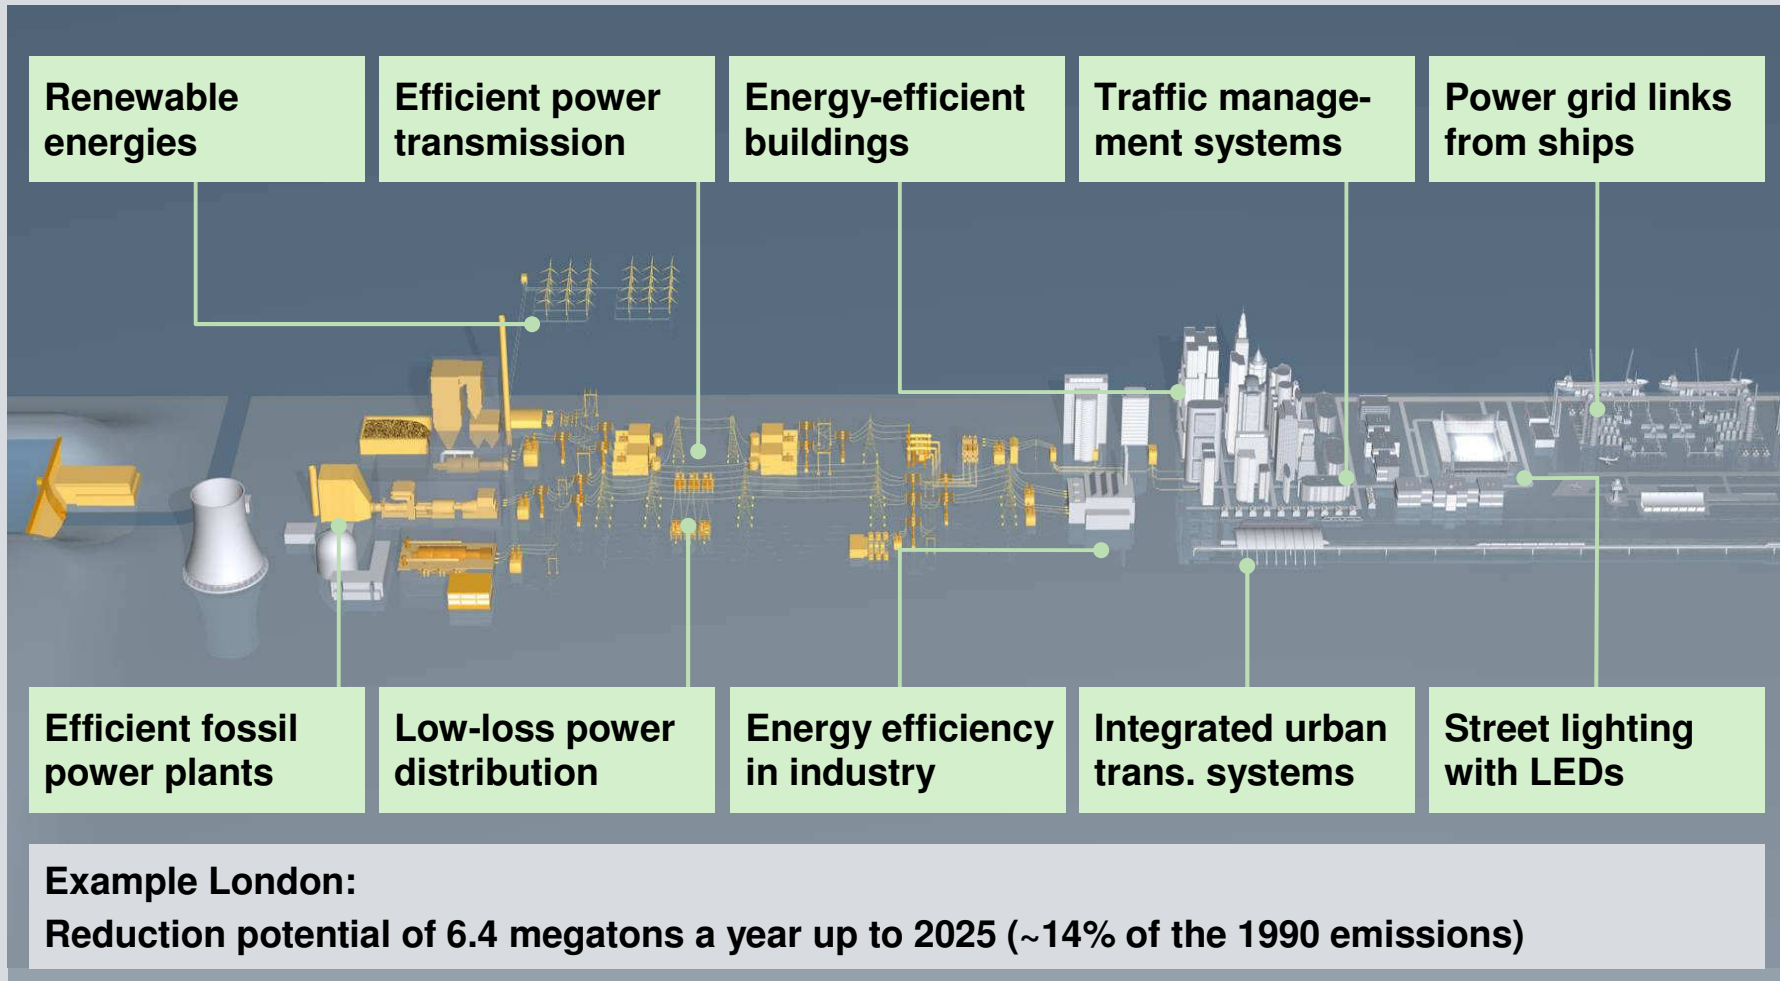 Renewable
energies
Efficient power
transmission
Energy-efficient
buildings
Traffic manage-
ment systems
Power grid links
from ships
Efficient fossil
power plants
Low-loss power
distribution
Energy efficiency
in industry
Integrated urban
trans. systems
Street lighting
with LEDs
Example London:
Reduction potential of 6.4 megatons a year up to 2025 (~14% of the 1990 emissions)